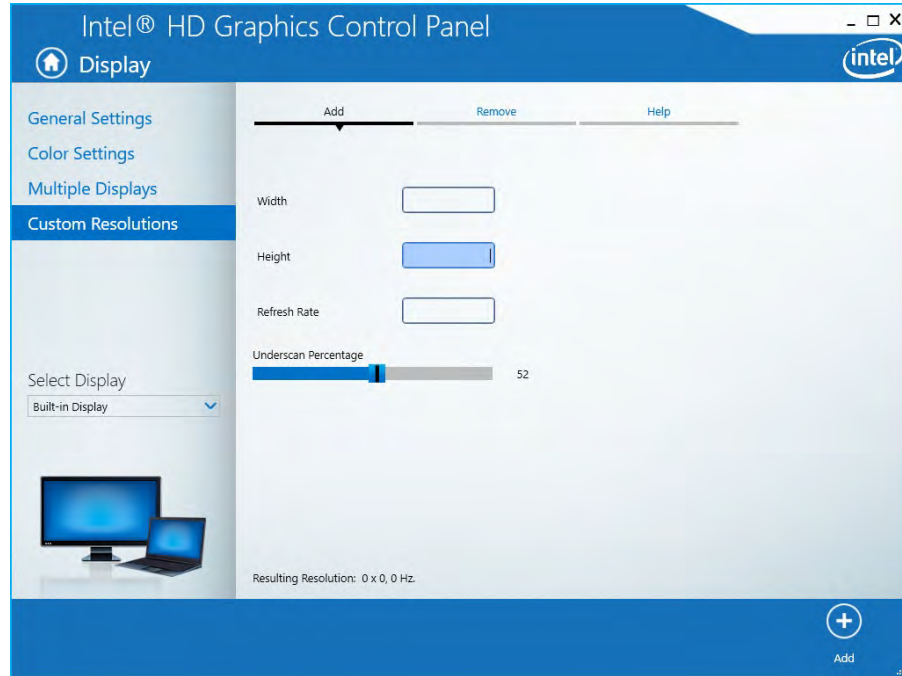 Intel® HD Graphics Control Panel
Display
intel
General Settings
Color Settings
Multiple Displays
Custom Resolutions
Select Display
Built-in Display
Add
Remove
Help
Width
Height
Refresh Rate
Underscan Percentage
52
Resulting Resolution: 0 x 0, 0 Hz.
Add